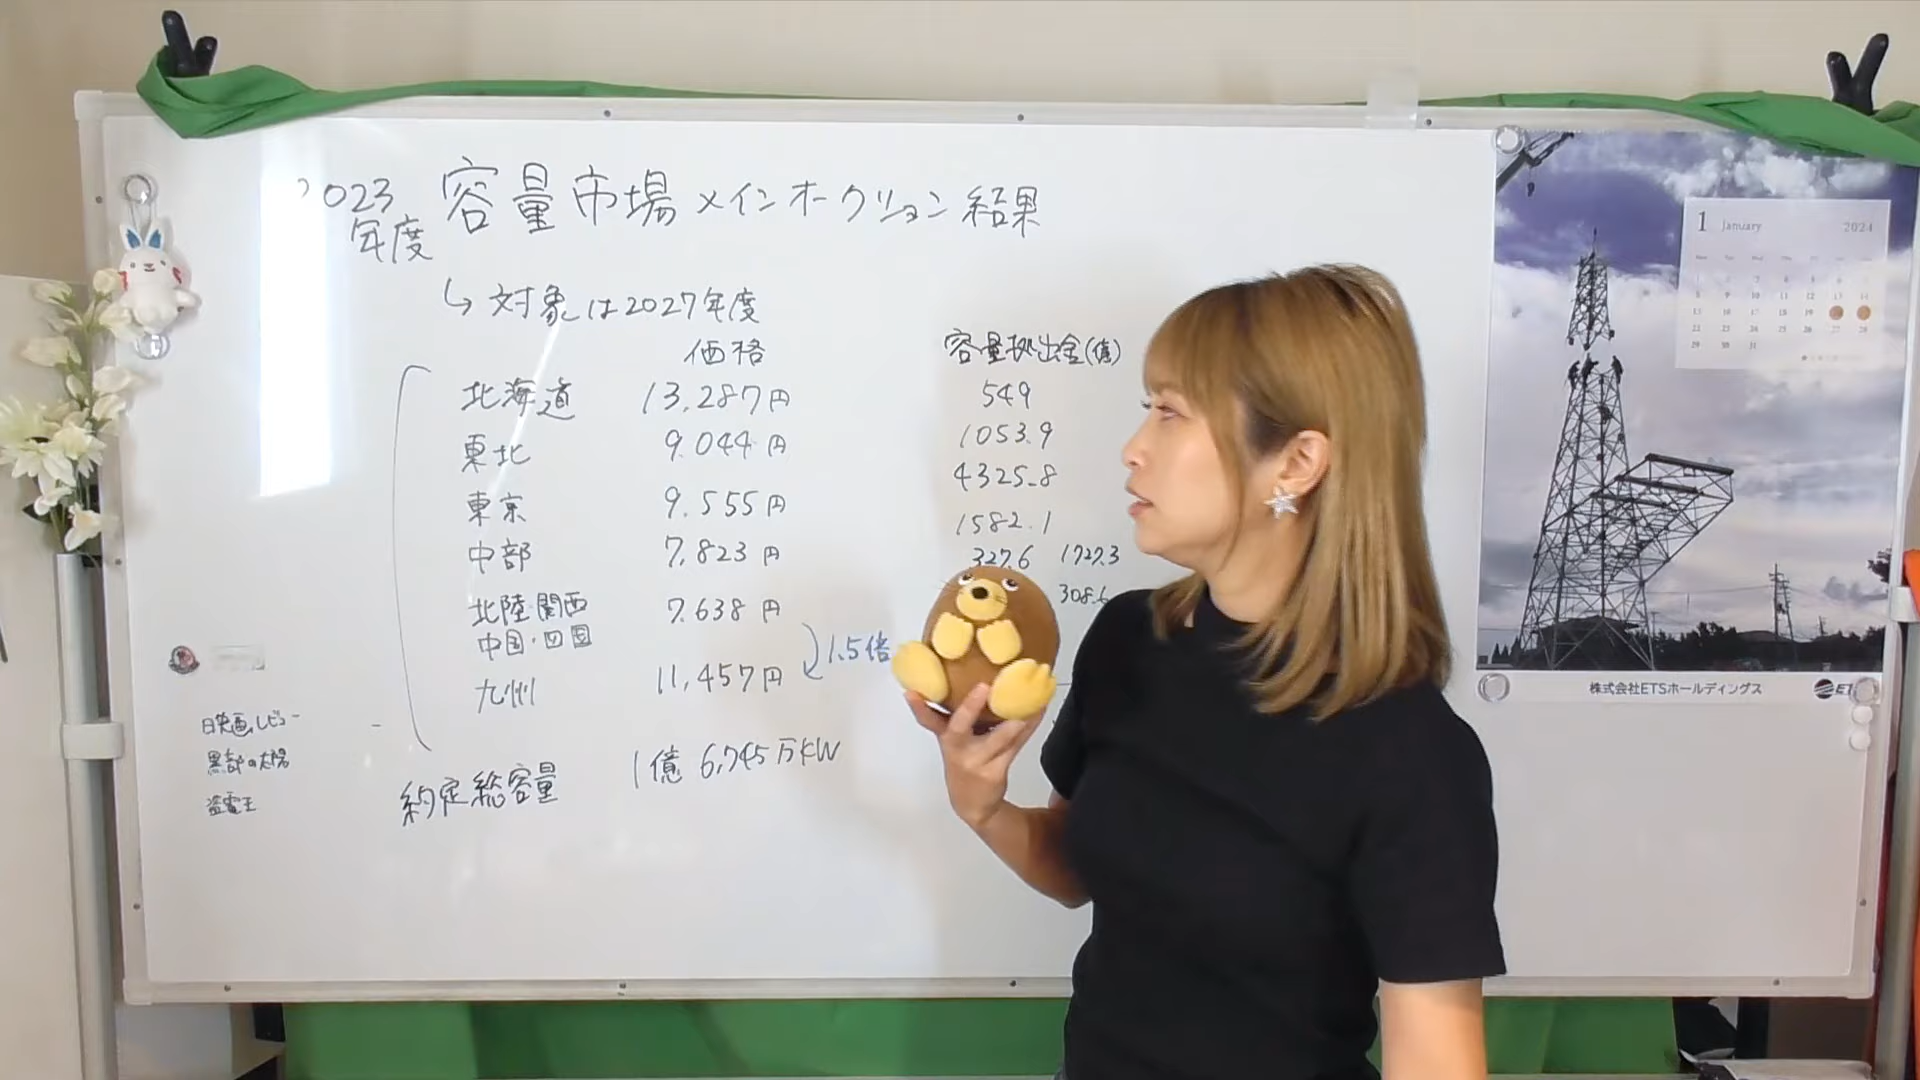 2023
年度
容量市場メインオークション結果
↳ 対象は2027年度
価格
容量拠出金(億)
北海道 13,287円 549
東北 9,044円 1053.9
東京 9,555円 4325.8
中部 7,823円 1582.1
北陸・関西 7,638円 327.6 1727.3
中国・四国 308.6
九州 11,457円
1.5倍
約定総容量 1億6,745万kW
映画レビュー
黒部の太陽
盗電王
1 January 2024
株式会社ETSホールディングス